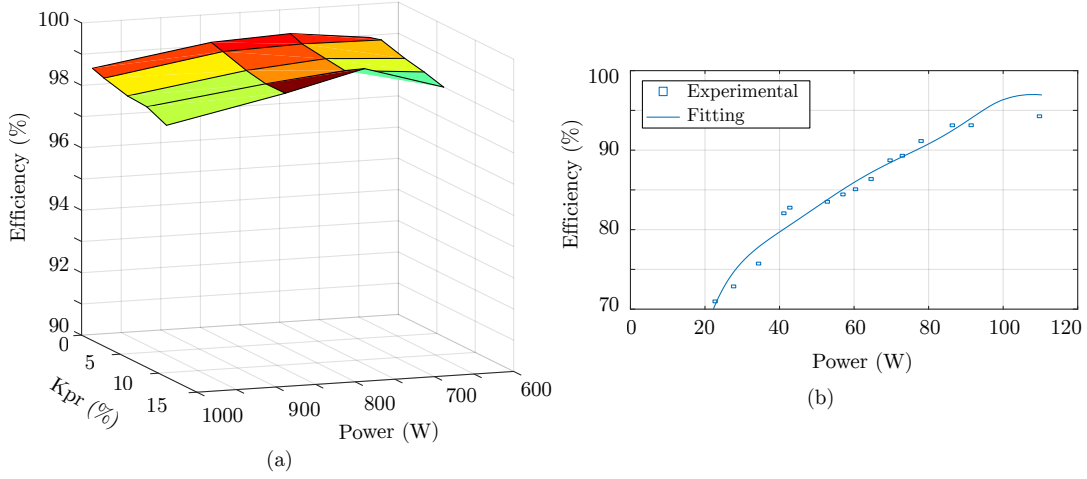 100
98
96
94
92
90
Efficiency (%)
0
5
10
15
Kpr (%)
1000
900
800
700
600
Power (W)
(a)
100
90
80
70
Efficiency (%)
Experimental
Fitting
0
20
40
60
80
100
120
Power (W)
(b)